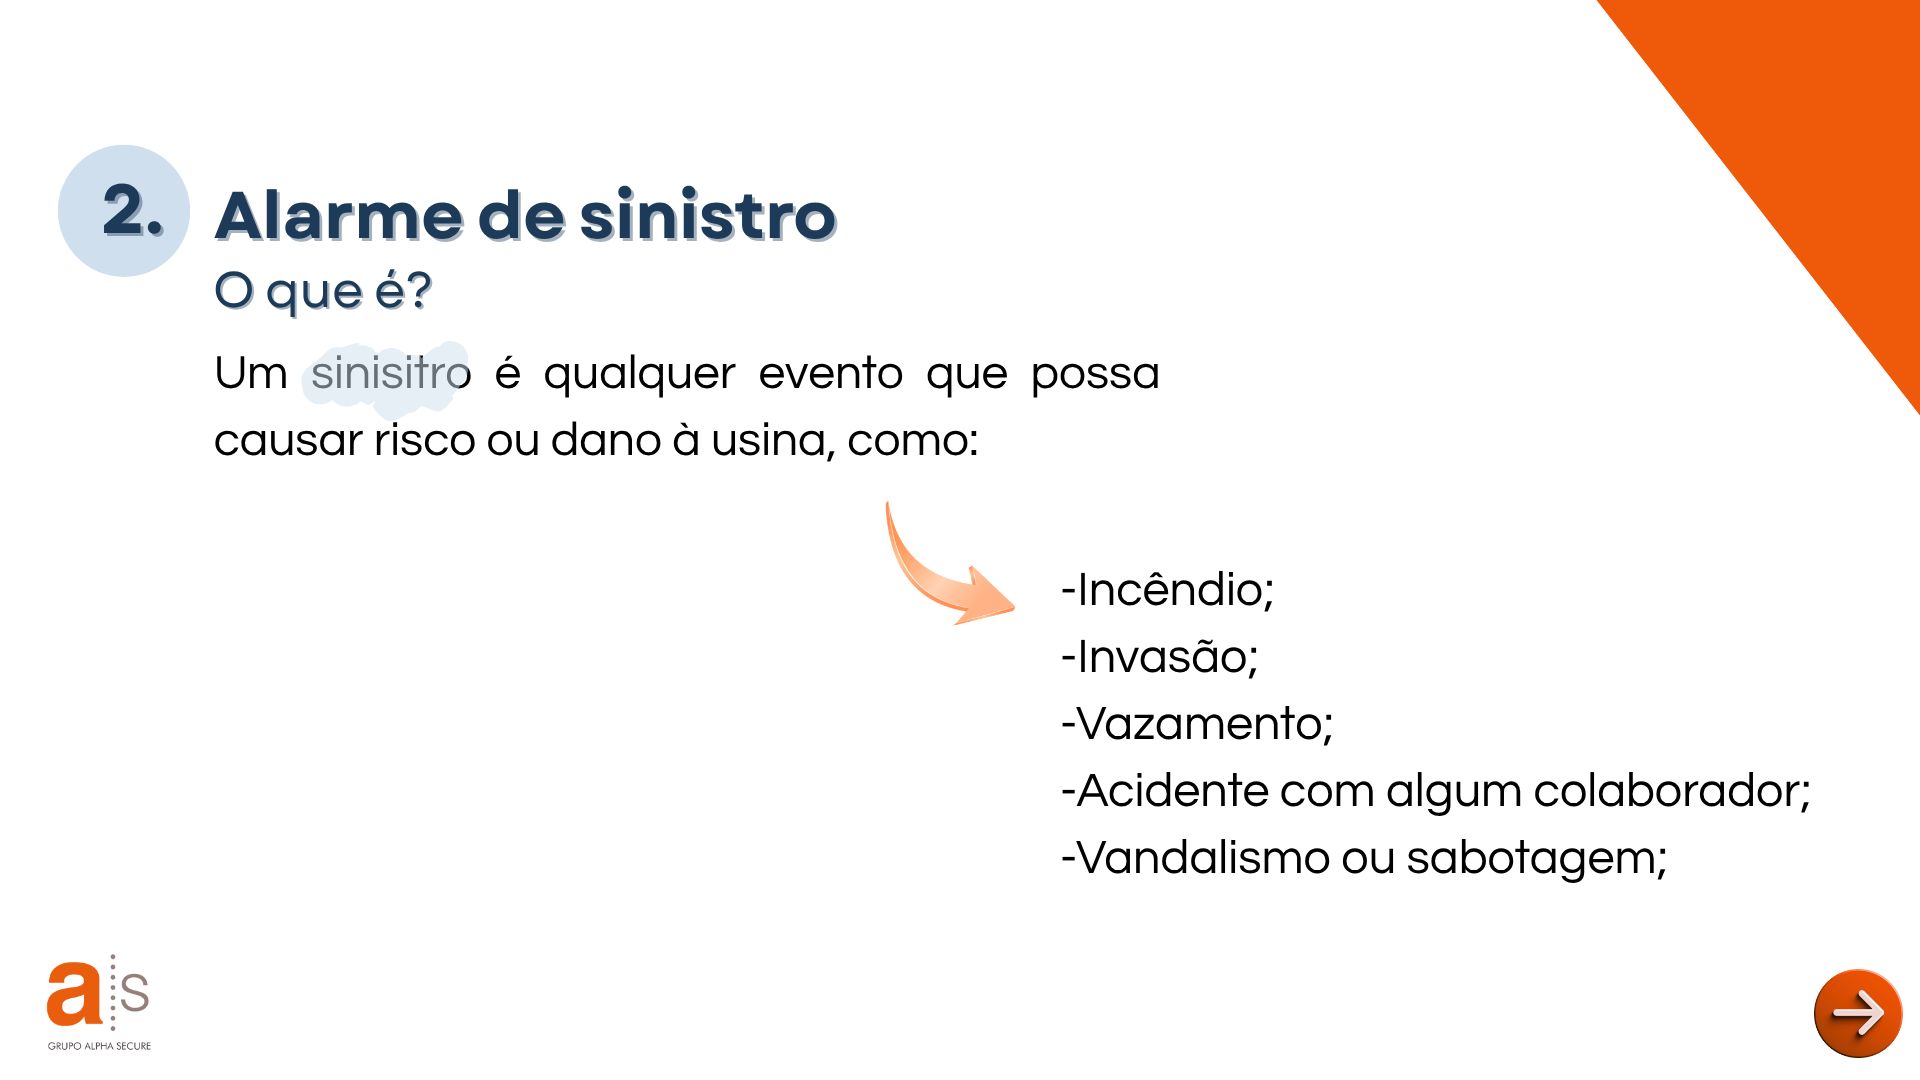 2.
Alarme de sinistro
O que é?
Um sinisitro é qualquer evento que possa
causar risco ou dano à usina, como:
-Incêndio;
-Invasão;
-Vazamento;
-Acidente com algum colaborador;
-Vandalismo ou sabotagem;
a s
GRUPO ALPHA SECURE